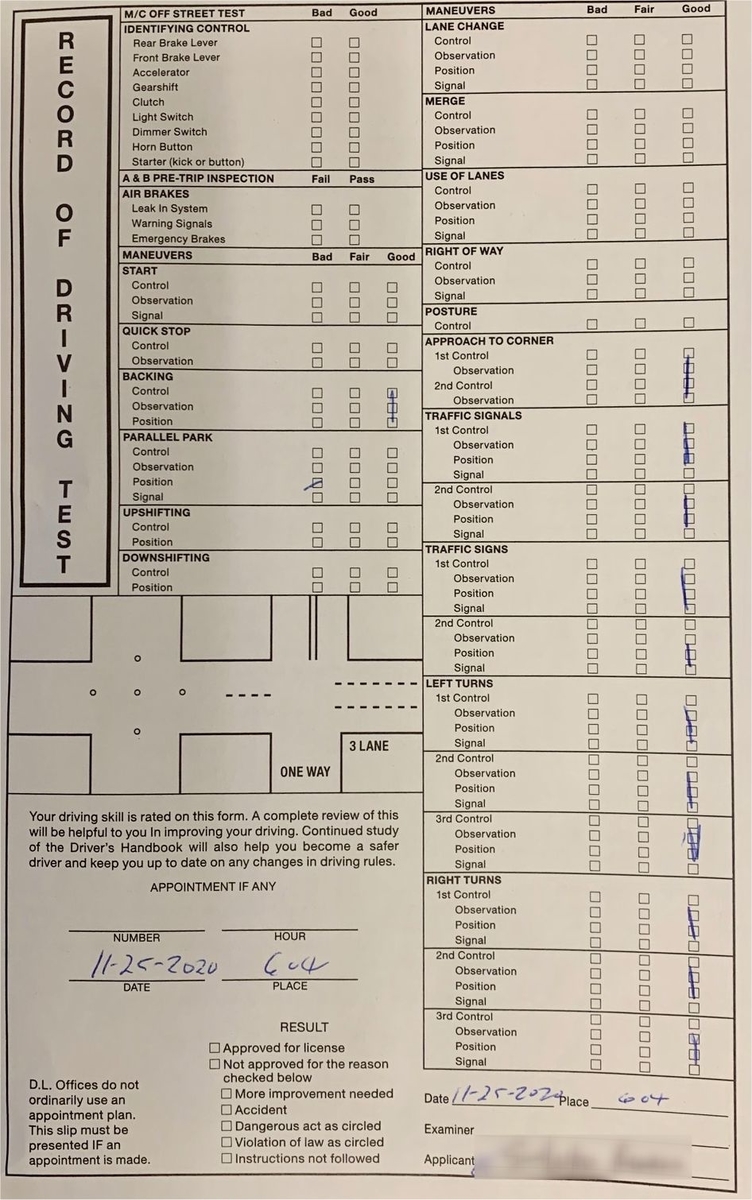 RECORD OF DRIVING TEST
M/C OFF STREET TEST Bad Good
IDENTIFYING CONTROL
Rear Brake Lever
Front Brake Lever
Accelerator
Gearshift
Clutch
Light Switch
Dimmer Switch
Horn Button
Starter (kick or button)
A & B PRE-TRIP INSPECTION Fail Pass
AIR BRAKES
Leak In System
Warning Signals
Emergency Brakes
MANEUVERS Bad Fair Good
START
Control
Observation
Signal
QUICK STOP
Control
Observation
BACKING
Control
Observation
Position
PARALLEL PARK
Control
Observation
Position
Signal
UPSHIFTING
Control
Position
DOWNSHIFTING
Control
Position
3 LANE
ONE WAY
Your driving skill is rated on this form. A complete review of this
will be helpful to you In improving your driving. Continued study
of the Driver's Handbook will also help you become a safer
driver and keep you up to date on any changes in driving rules.
APPOINTMENT IF ANY
NUMBER HOUR
11-25-2020 604
DATE PLACE
RESULT
Approved for license
Not approved for the reason
checked below
More improvement needed
Accident
Dangerous act as circled
Violation of law as circled
Instructions not followed
D.L. Offices do not
ordinarily use an
appointment plan.
This slip must be
presented IF an
appointment is made.
MANEUVERS Bad Fair Good
LANE CHANGE
Control
Observation
Position
Signal
MERGE
Control
Observation
Position
Signal
USE OF LANES
Control
Observation
Position
Signal
RIGHT OF WAY
Control
Observation
Signal
POSTURE
Control
APPROACH TO CORNER
1st Control
Observation
2nd Control
Observation
TRAFFIC SIGNALS
1st Control
Observation
Position
Signal
2nd Control
Observation
Position
Signal
TRAFFIC SIGNS
1st Control
Observation
Position
Signal
2nd Control
Observation
Position
Signal
LEFT TURNS
1st Control
Observation
Position
Signal
2nd Control
Observation
Position
Signal
3rd Control
Observation
Position
Signal
RIGHT TURNS
1st Control
Observation
Position
Signal
2nd Control
Observation
Position
Signal
3rd Control
Observation
Position
Signal
Date 11-25-2020 Place 604
Examiner
Applicant